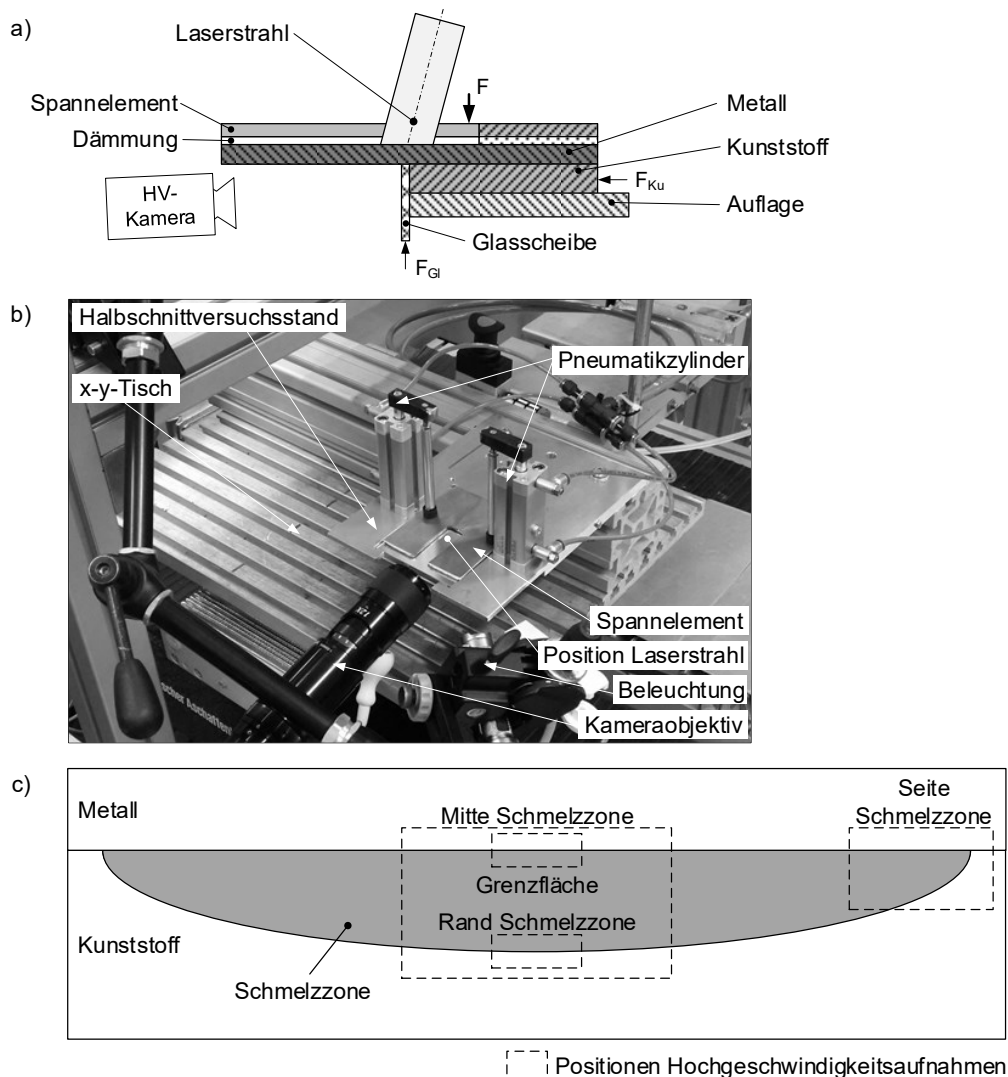 a)
Laserstrahl
Spannelement
Dämmung
F
Metall
Kunststoff
F_Ku
Auflage
HV-
Kamera
Glasscheibe
F_Gl
b)
Halbschnittversuchsstand
x-y-Tisch
Pneumatikzylinder
Spannelement
Position Laserstrahl
Beleuchtung
Kameraobjektiv
c)
Metall
Mitte Schmelzzone
Seite
Schmelzzone
Grenzfläche
Rand Schmelzzone
Kunststoff
Schmelzzone
Positionen Hochgeschwindigkeitsaufnahmen